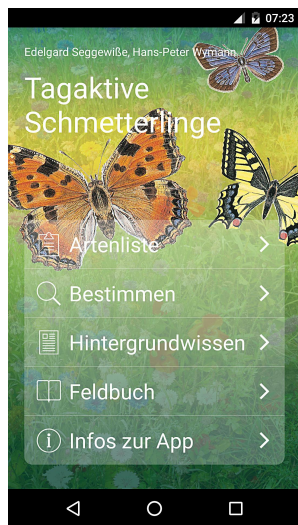 07:23
Edelgard Seggewiße, Hans-Peter Wymann
Tagaktive
Schmetterlinge
Artenliste
Bestimmen
Hintergrundwissen
Feldbuch
Infos zur App